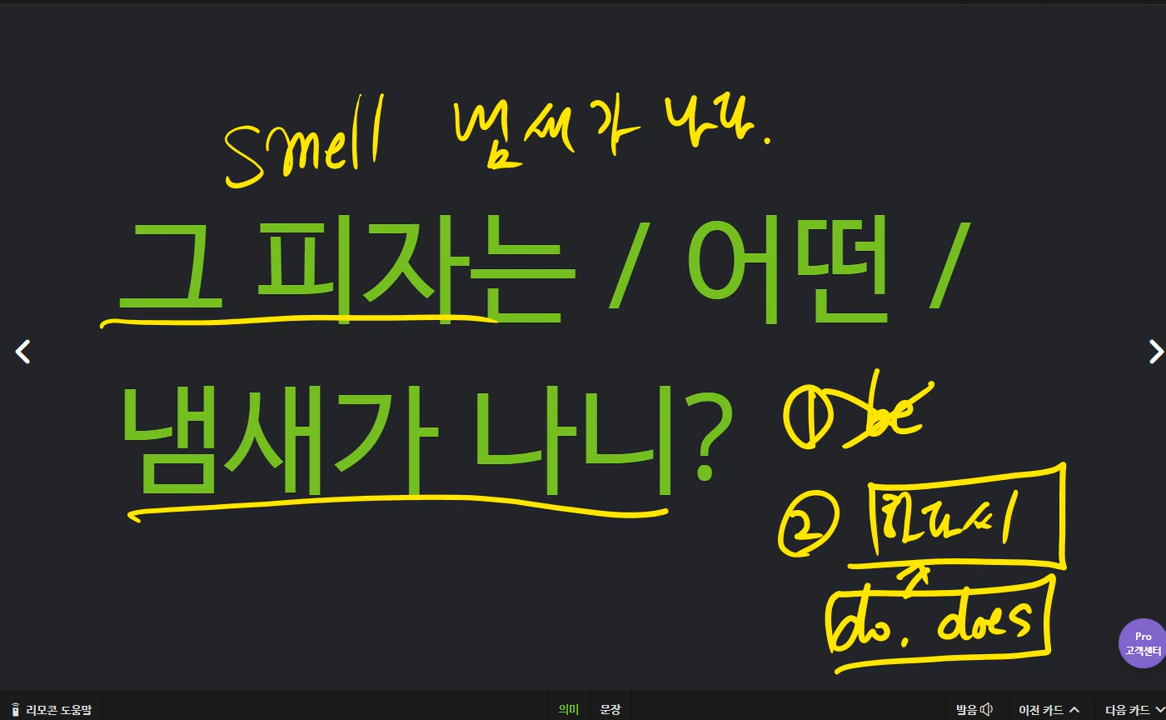 smell 냄새가 나다.
그 피자는 / 어떤 /
냄새가 나니?
① be
②
do. does
Pro
고객센터
리모콘 도움말
의미
문장
발음
이전 카드
다음 카드